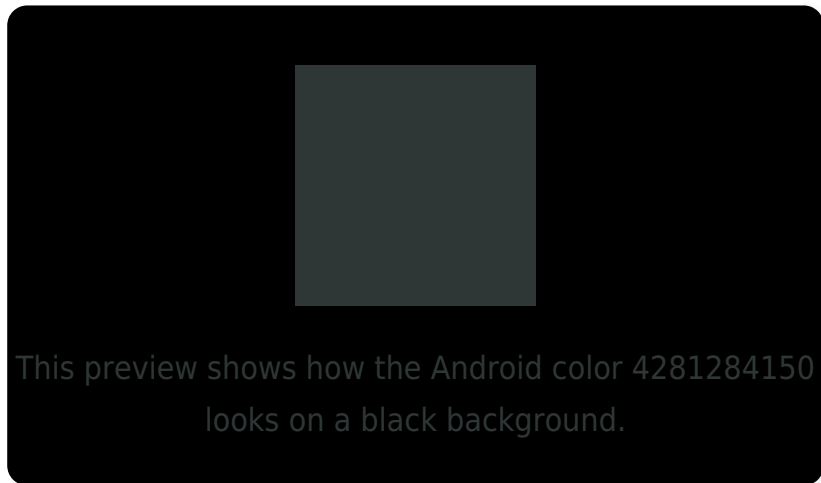 This preview shows how the Android color 4281284150
looks on a black background.